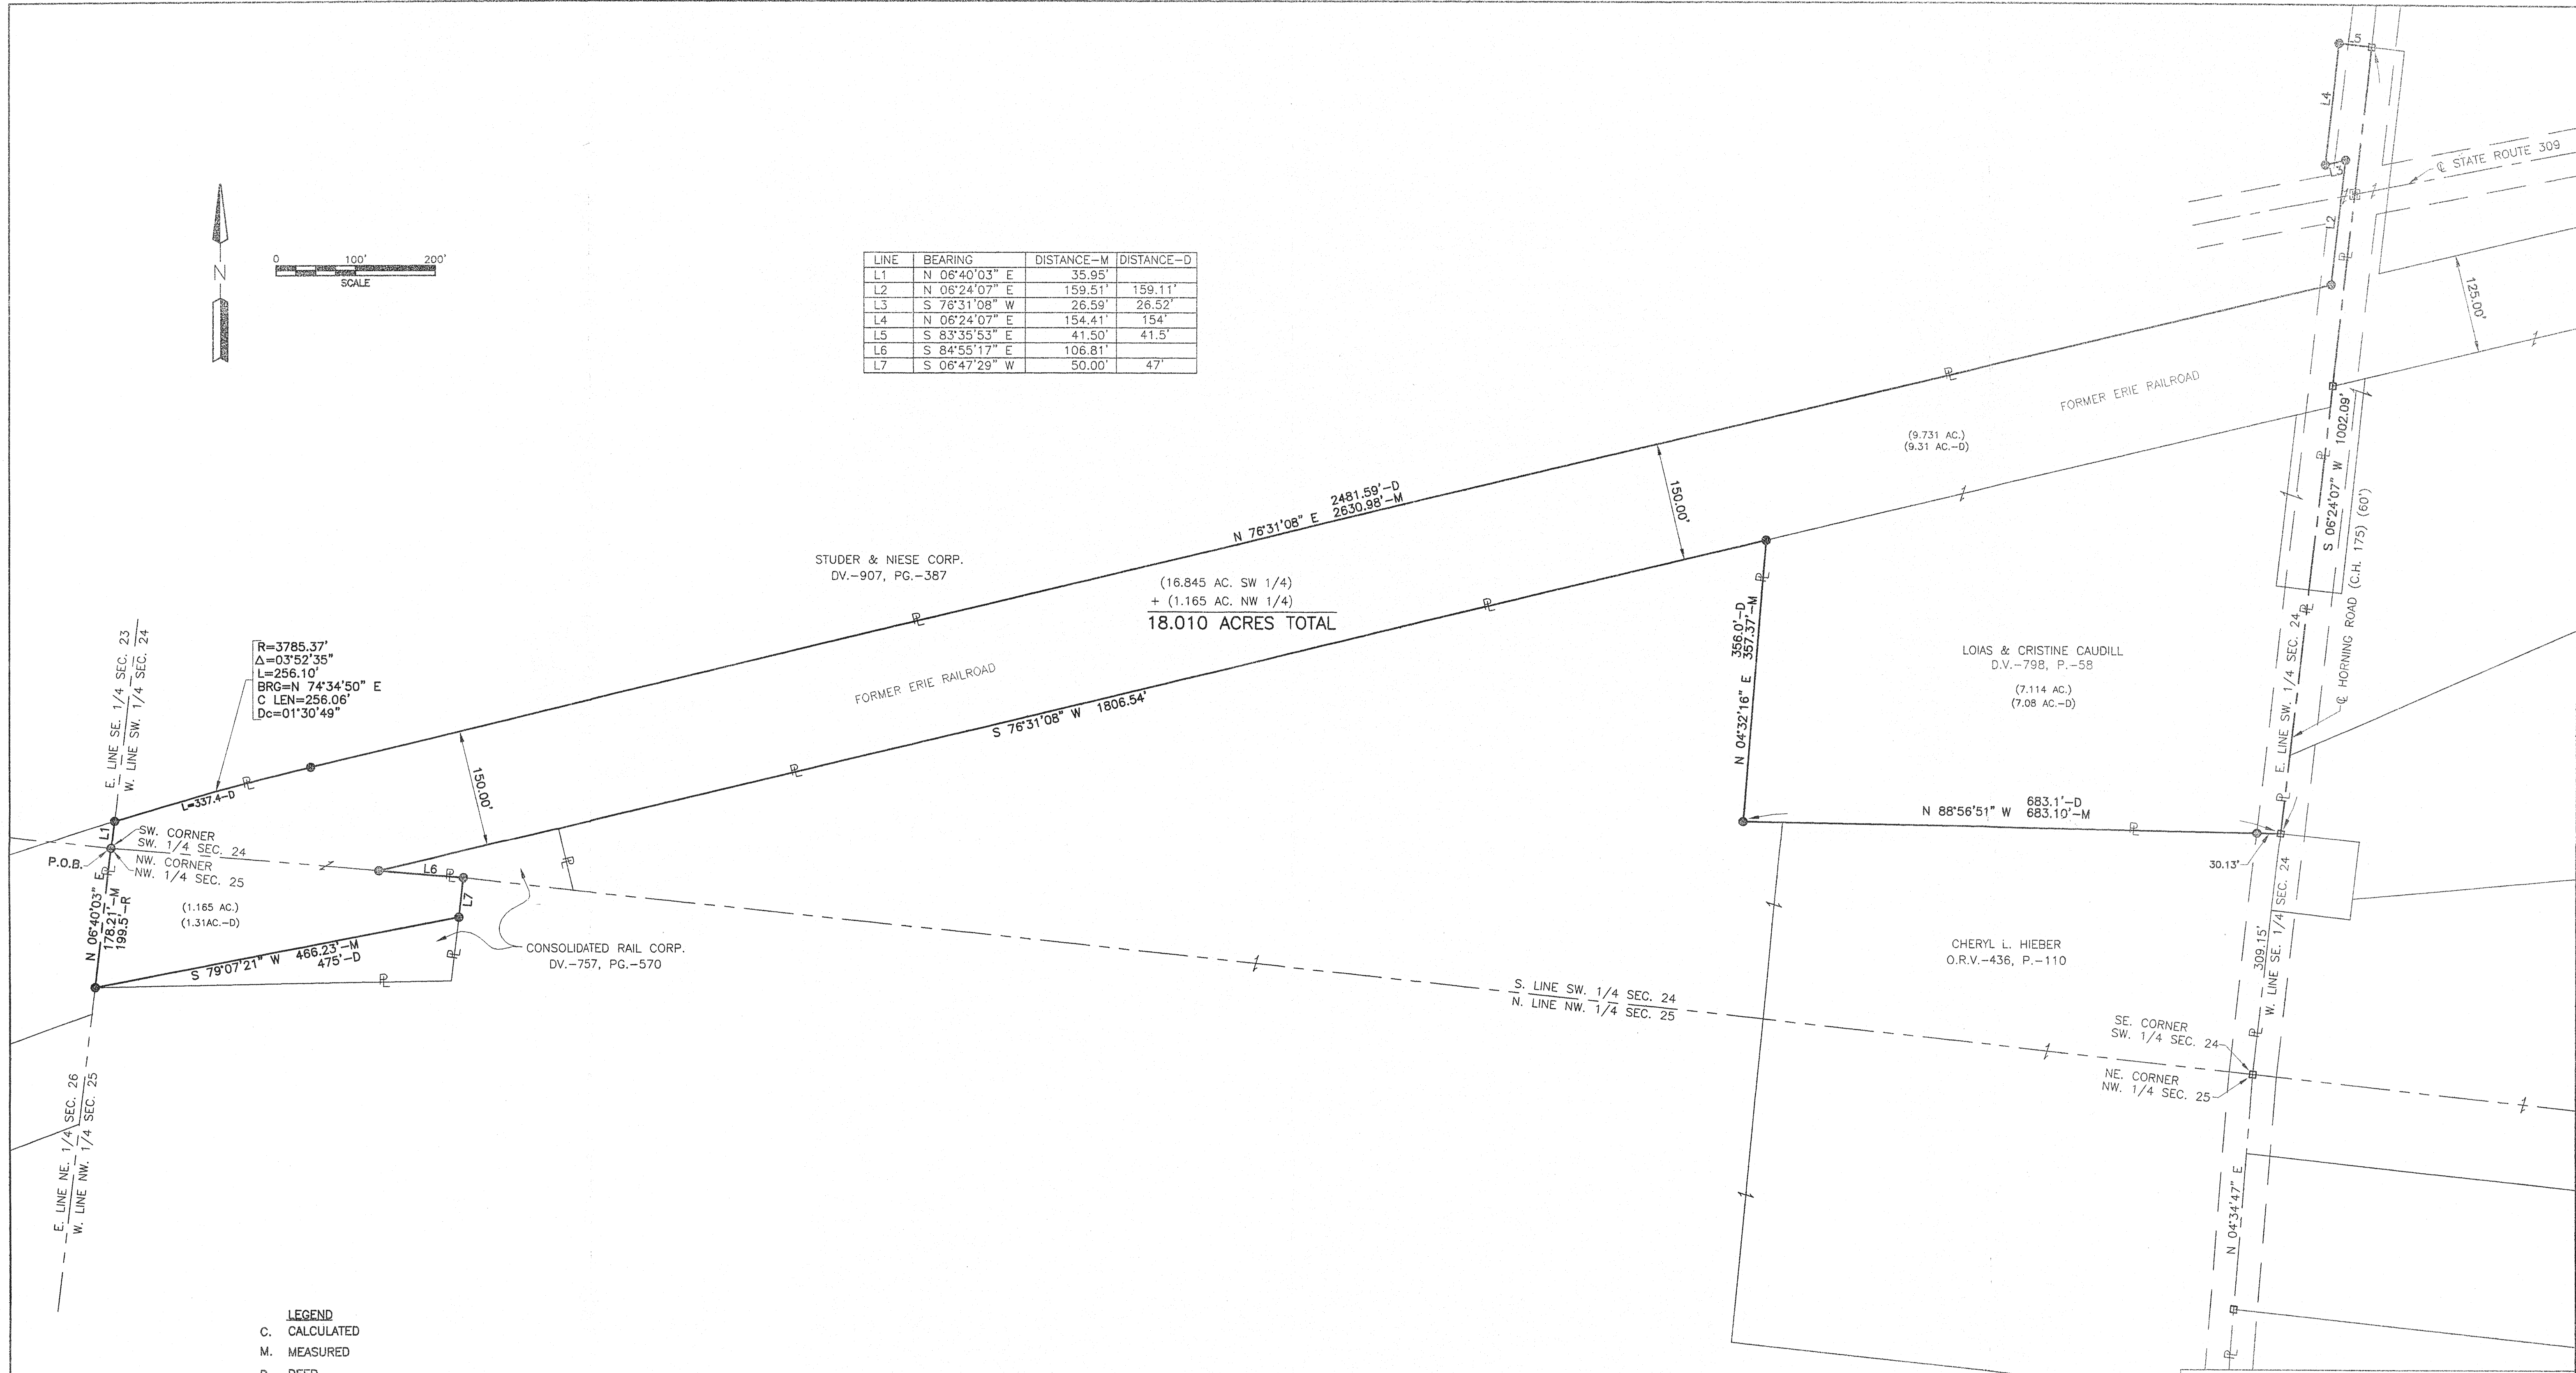 L5
L4
℄ STATE ROUTE 309
L3
L2
N
0 100' 200'
SCALE
LINE BEARING DISTANCE-M DISTANCE-D
L1 N 06°40'03" E 35.95'
L2 N 06°24'07" E 159.51' 159.11'
L3 S 76°31'08" W 26.59' 26.52'
L4 N 06°24'07" E 154.41' 154'
L5 S 83°35'53" E 41.50' 41.5'
L6 S 84°55'17" E 106.81'
L7 S 06°47'29" W 50.00' 47'
125.00'
FORMER ERIE RAILROAD
(9.731 AC.)
(9.31 AC.-D)
S 06°24'07" W 1002.09'
2481.59'-D
N 76°31'08" E 2630.98'-M
150.00'
STUDER & NIESE CORP.
DV.-907, PG.-387
(16.845 AC. SW 1/4)
+ (1.165 AC. NW 1/4)
18.010 ACRES TOTAL
356.0'-D
N 04°32'16" E 357.37'-M
LOIAS & CRISTINE CAUDILL
D.V.-798, P.-58
(7.114 AC.)
(7.08 AC.-D)
E. LINE SW. 1/4 SEC. 24
℄ HORNING ROAD (C.H. 175) (60')
E. LINE SE. 1/4 SEC. 23
W. LINE SW. 1/4 SEC. 24
R=3785.37'
Δ=03°52'35"
L=256.10'
BRG=N 74°34'50" E
C LEN=256.06'
Dc=01°30'49"
FORMER ERIE RAILROAD
S 76°31'08" W 1806.54'
L=337.4-D
150.00'
683.1'-D
N 88°56'51" W 683.10'-M
30.13'
L1
SW. CORNER
SW. 1/4 SEC. 24
P.O.B.
NW. CORNER
NW. 1/4 SEC. 25
L6
L7
N 06°40'03" E
178.21'-M
199.5'-R
(1.165 AC.)
(1.31AC.-D)
S 79°07'21" W 466.23'-M
475'-D
CONSOLIDATED RAIL CORP.
DV.-757, PG.-570
CHERYL L. HIEBER
O.R.V.-436, P.-110
309.15'
W. LINE SE. 1/4 SEC. 24
S. LINE SW. 1/4 SEC. 24
N. LINE NW. 1/4 SEC. 25
SE. CORNER
SW. 1/4 SEC. 24
NE. CORNER
NW. 1/4 SEC. 25
E. LINE NE. 1/4 SEC. 26
W. LINE NW. 1/4 SEC. 25
N 04°34'47" E
LEGEND
C. CALCULATED
M. MEASURED